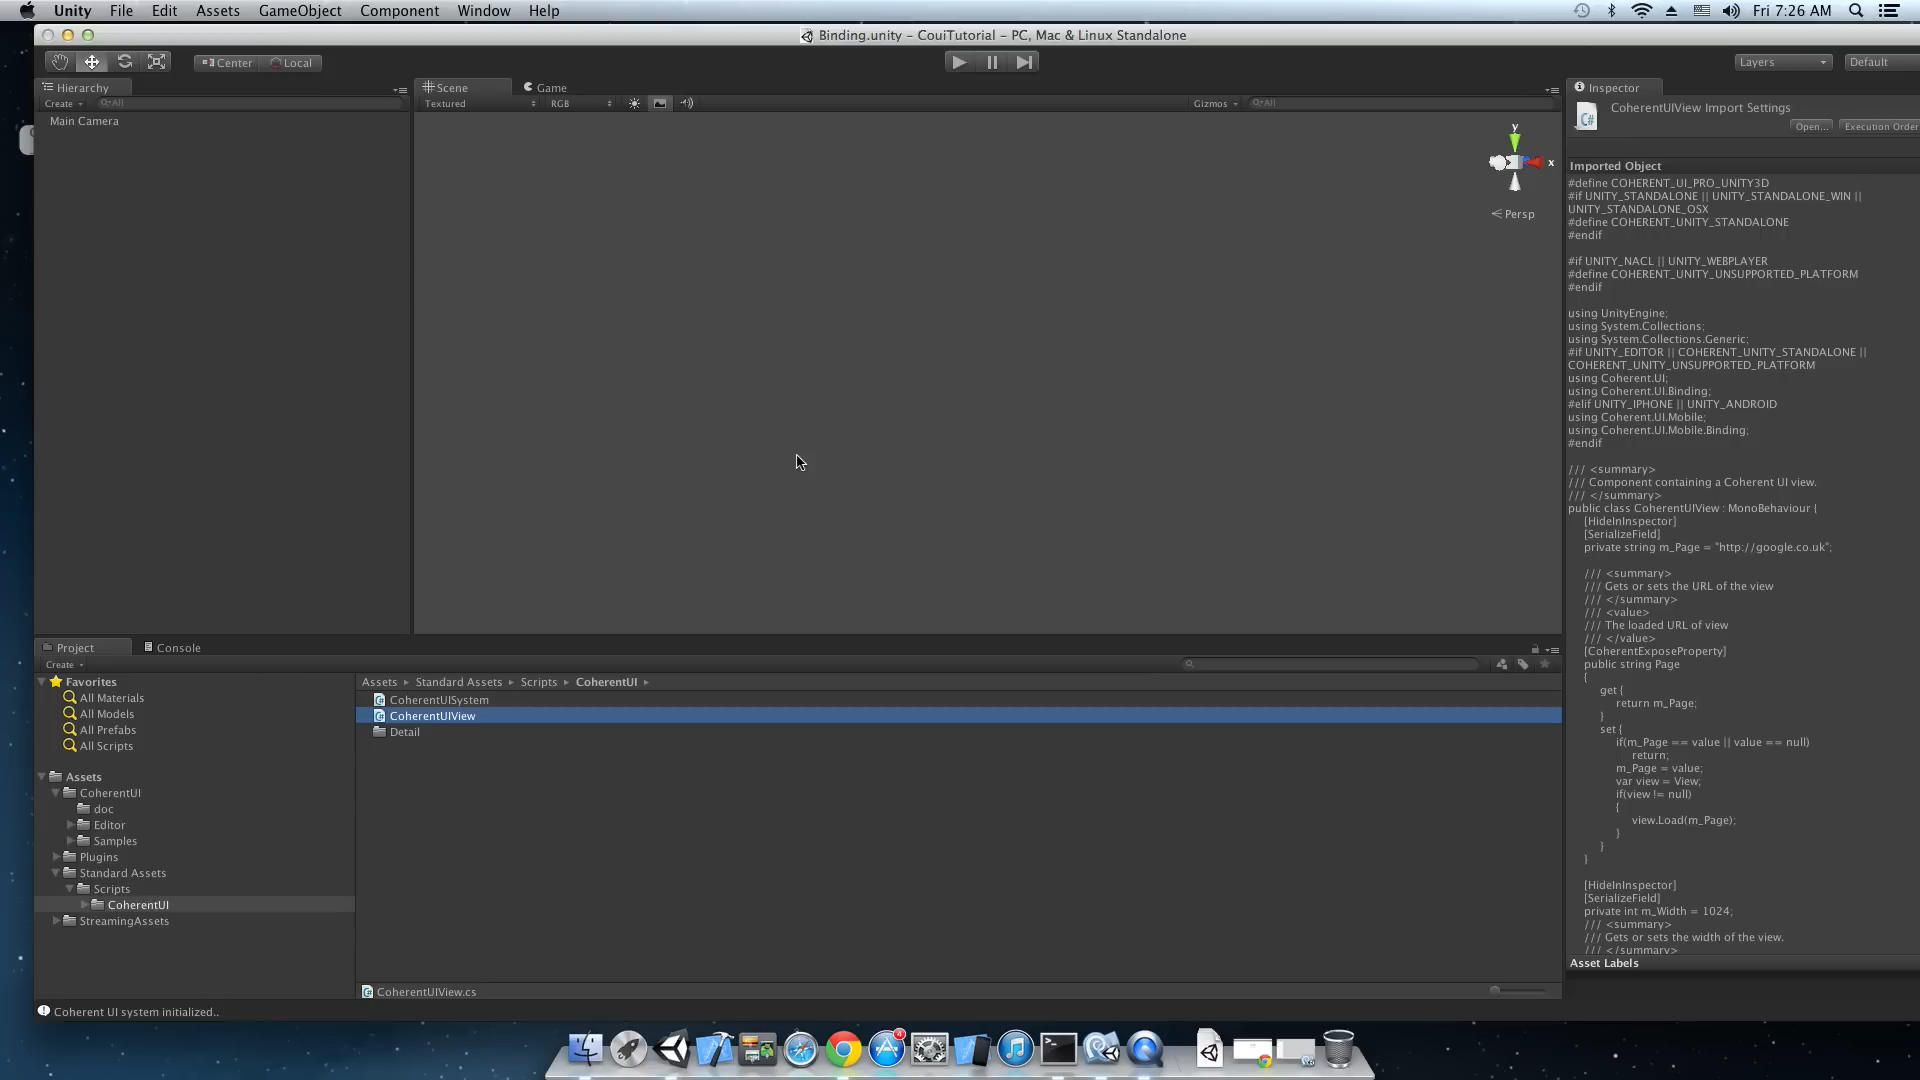 Unity File Edit Assets GameObject Component Window Help Fri 7:26 AM
Binding.unity - CouiTutorial - PC, Mac & Linux Standalone
Center Local Layers Default
Hierarchy Scene Game Inspector
Create All Textured RGB Gizmos All
Main Camera
y
x
Persp
CoherentUIView Import Settings
Open... Execution Order
Imported Object
#define COHERENT_UI_PRO_UNITY3D
#if UNITY_STANDALONE || UNITY_STANDALONE_WIN ||
UNITY_STANDALONE_OSX
#define COHERENT_UNITY_STANDALONE
#endif
#if UNITY_NACL || UNITY_WEBPLAYER
#define COHERENT_UNITY_UNSUPPORTED_PLATFORM
#endif
using UnityEngine;
using System.Collections;
using System.Collections.Generic;
#if UNITY_EDITOR || COHERENT_UNITY_STANDALONE ||
COHERENT_UNITY_UNSUPPORTED_PLATFORM
using Coherent.UI;
using Coherent.UI.Binding;
#elif UNITY_IPHONE || UNITY_ANDROID
using Coherent.UI.Mobile;
using Coherent.UI.Mobile.Binding;
#endif
/// <summary>
/// Component containing a Coherent UI view.
/// </summary>
public class CoherentUIView : MonoBehaviour {
[HideInInspector]
[SerializeField]
private string m_Page = "http://google.co.uk";
/// <summary>
/// Gets or sets the URL of the view
/// </summary>
/// <value>
/// The loaded URL of view
/// </value>
[CoherentExposeProperty]
public string Page
{
get {
return m_Page;
}
set {
if(m_Page == value || value == null)
return;
m_Page = value;
var view = View;
if(view != null)
{
view.Load(m_Page);
}
}
}
[HideInInspector]
[SerializeField]
private int m_Width = 1024;
/// <summary>
/// Gets or sets the width of the view.
/// </summary>
Asset Labels
Project Console
Create
Favorites
All Materials
All Models
All Prefabs
All Scripts
Assets
CoherentUI
doc
Editor
Samples
Plugins
Standard Assets
Scripts
CoherentUI
StreamingAssets
Assets Standard Assets Scripts CoherentUI
CoherentUISystem
CoherentUIView
Detail
CoherentUIView.cs
Coherent UI system initialized..
4